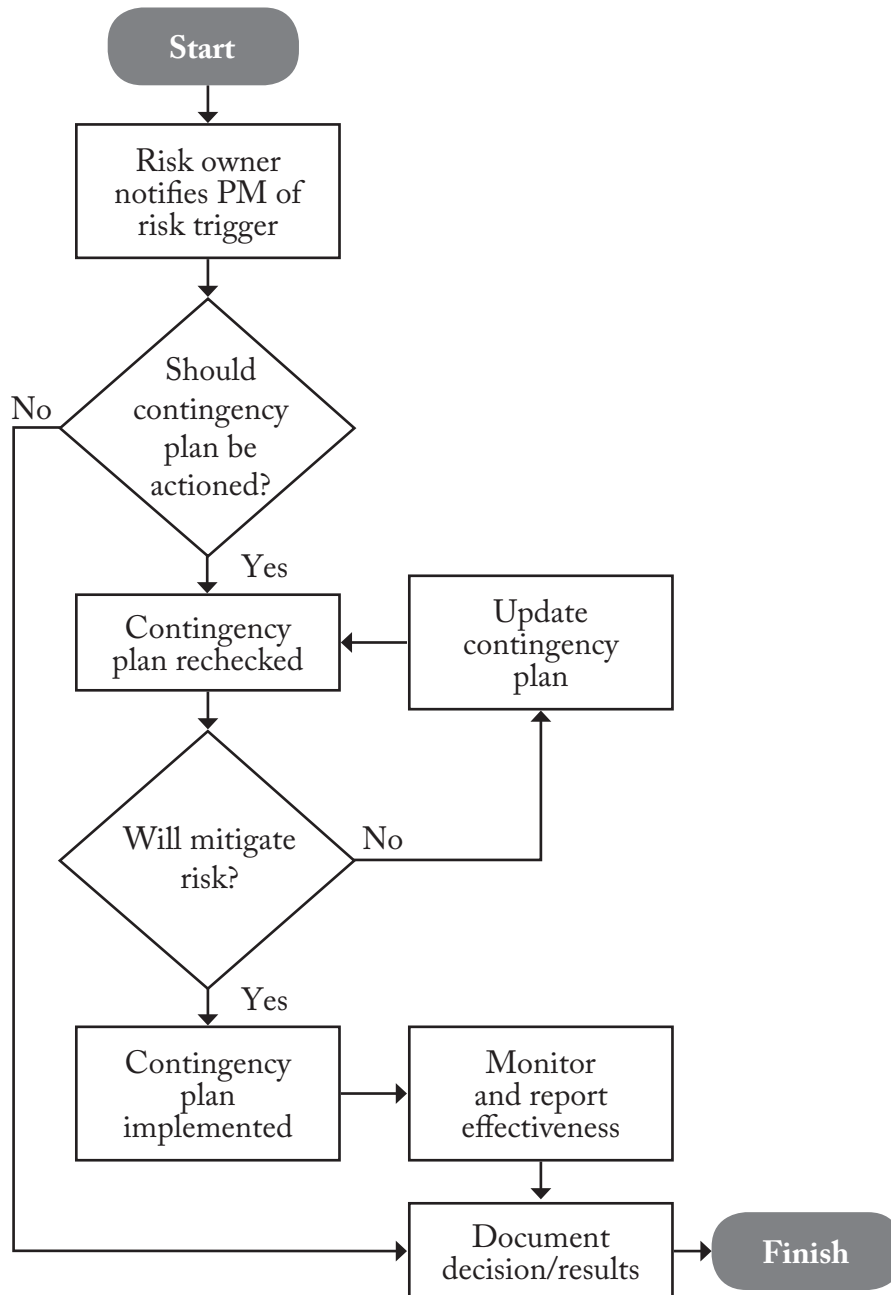 Start
Risk owner
notifies PM of
risk trigger
Should
contingency
plan be
actioned?
No
Yes
Contingency
plan rechecked
Update
contingency
plan
Will mitigate
risk?
No
Yes
Contingency
plan
implemented
Monitor
and report
effectiveness
Document
decision/results
Finish